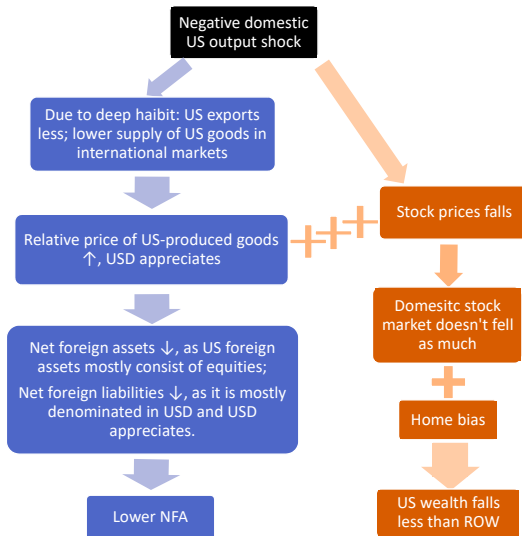 Negative domestic
US output shock
Due to deep haibit: US exports
less; lower supply of US goods in
international markets
Stock prices falls
Relative price of US-produced goods
↑, USD appreciates
Domesitc stock
market doesn't fell
as much
Net foreign assets ↓, as US foreign
assets mostly consist of equities;
Net foreign liabilities ↓, as it is mostly
denominated in USD and USD
appreciates.
Home bias
Lower NFA
US wealth falls
less than ROW